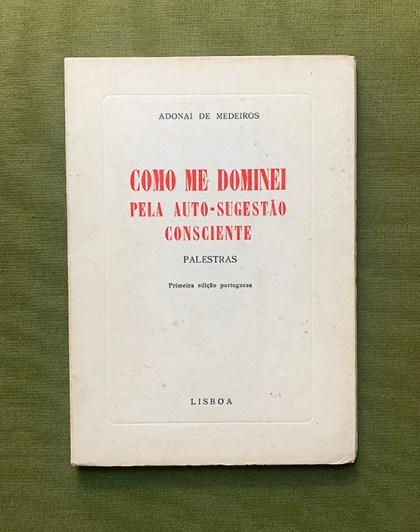 ADONAI DE MEDEIROS
COMO ME DOMINEI
PELA AUTO-SUGESTÃO
CONSCIENTE
PALESTRAS
Primeira edição portuguesa
LISBOA